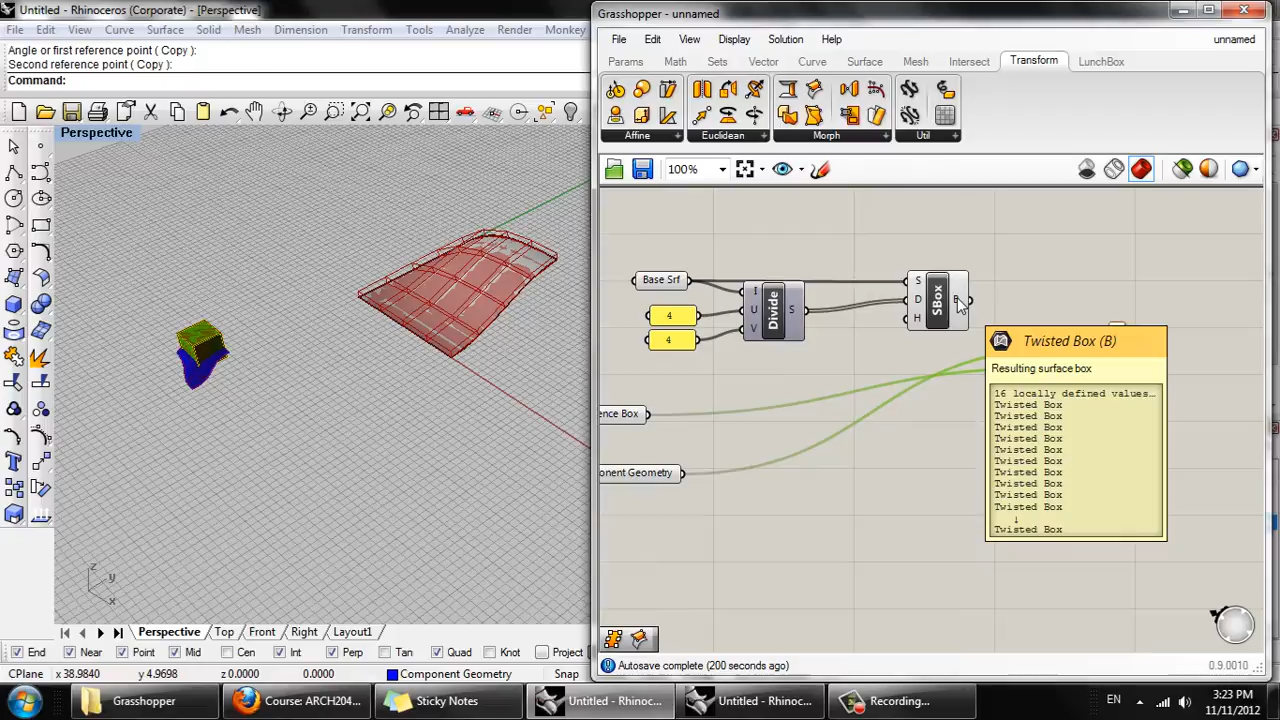 Untitled - Rhinoceros (Corporate) - [Perspective]
File Edit View Curve Surface Solid Mesh Dimension Transform Tools Analyze Render Monkey
Angle or first reference point ( Copy ):
Second reference point ( Copy ):
Command:
Perspective
z
y
x
Perspective Top Front Right Layout1
End Near Point Mid Cen Int Perp Tan Quad Knot Project
CPlane x 38.9840 y 4.9698 z 0.0000 0.0000 Component Geometry
Grasshopper - unnamed
File Edit View Display Solution Help unnamed
Params Math Sets Vector Curve Surface Mesh Intersect Transform LunchBox
Affine Euclidean Morph Util
100%
Base Srf
4
4
I
U
V
Divide
S
S
D
H
SBox
B
ence Box
onent Geometry
Twisted Box (B)
Resulting surface box
16 locally defined values…
Twisted Box
Twisted Box
Twisted Box
Twisted Box
Twisted Box
Twisted Box
Twisted Box
Twisted Box
Twisted Box
Twisted Box
↓
Twisted Box
Autosave complete (200 seconds ago)
0.9.0010
Grasshopper
Course: ARCH204...
Sticky Notes
Untitled - Rhinoc...
Untitled - Rhinoc...
Recording...
EN
3:23 PM
11/11/2012